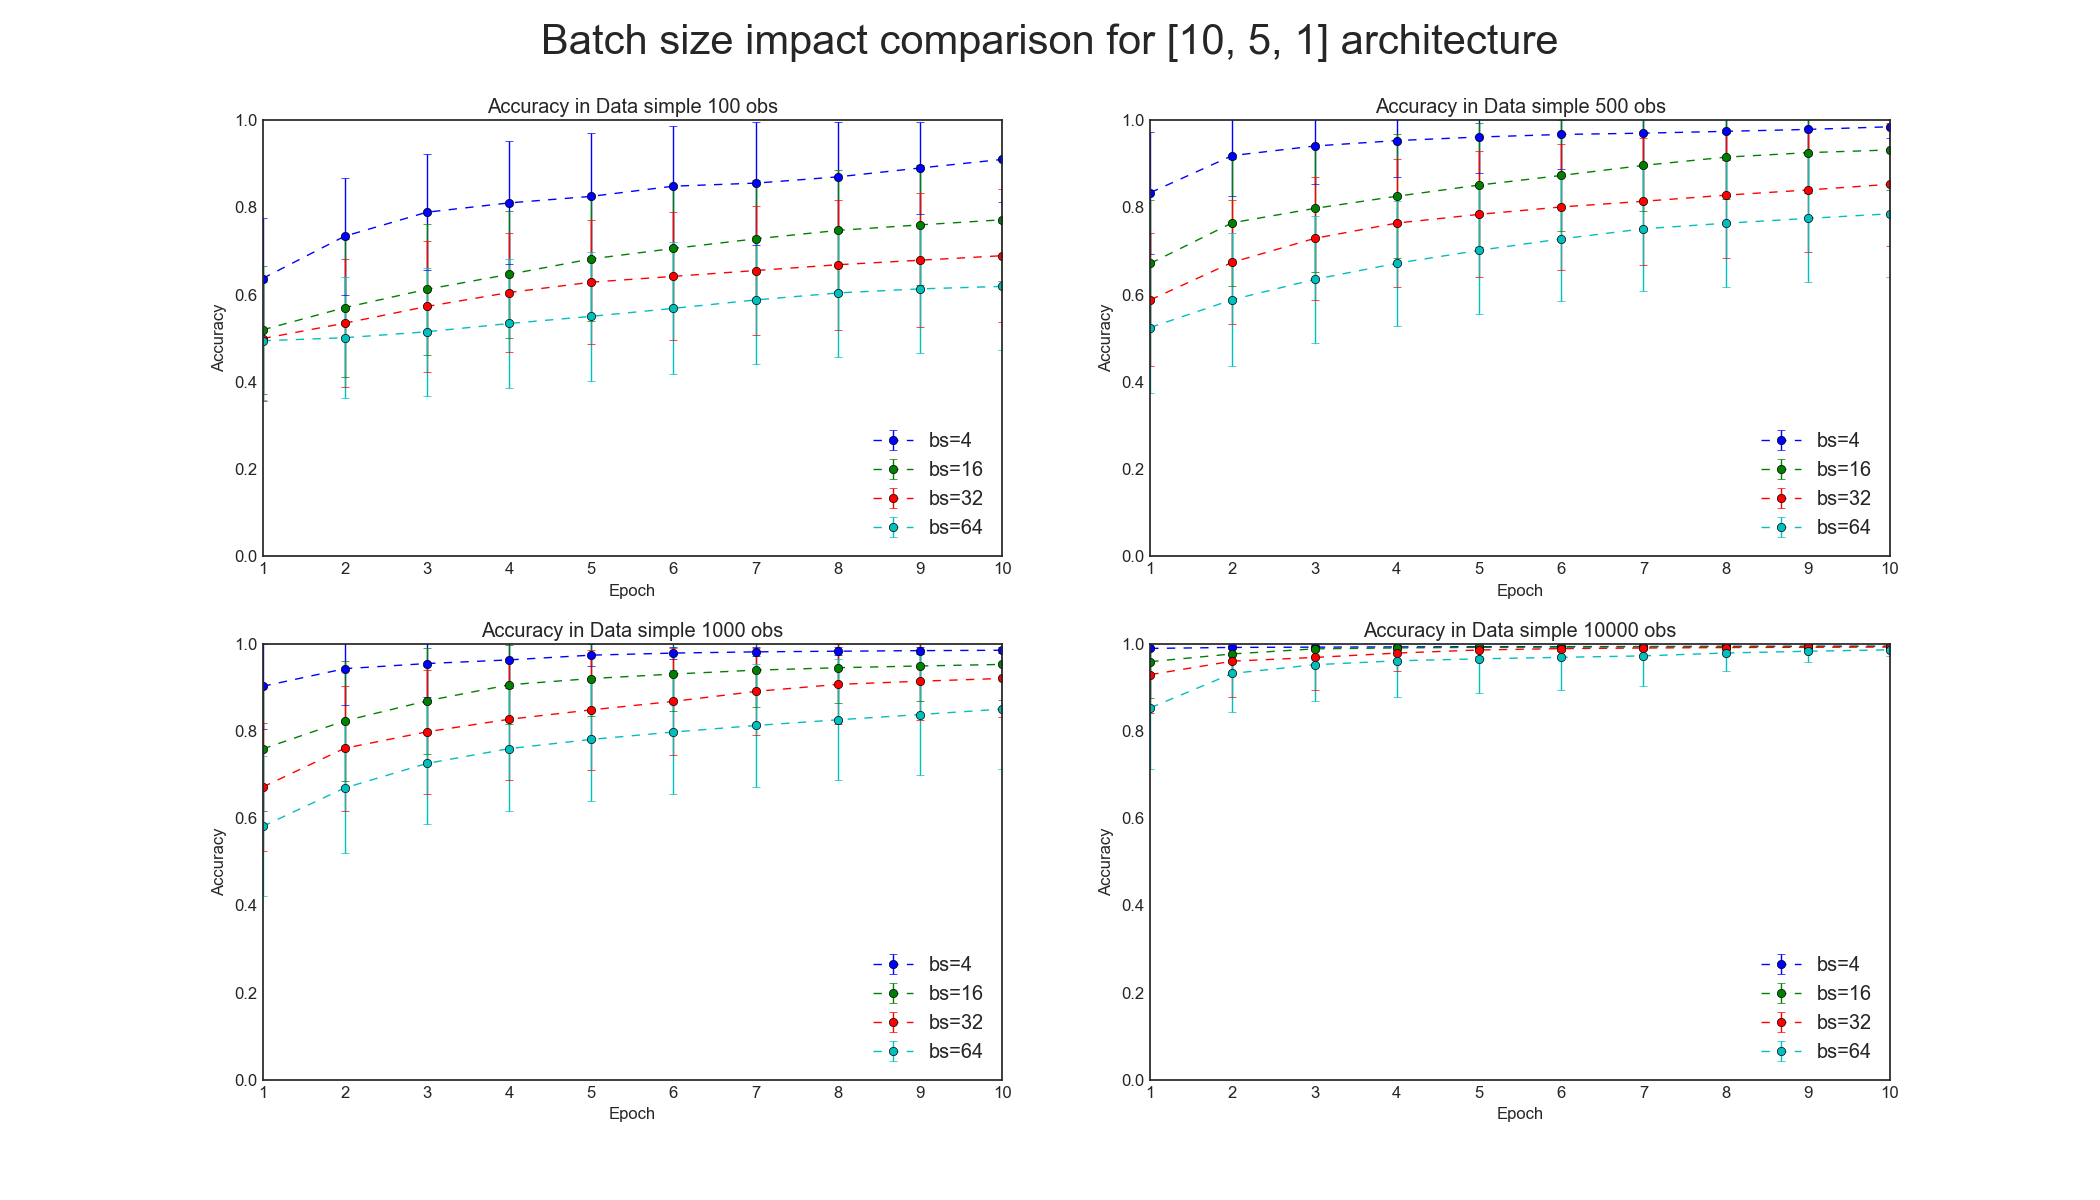 Batch size impact comparison for [10, 5, 1] architecture
Accuracy in Data simple 100 obs
1.0
0.8
0.6
0.4
0.2
0.0
Accuracy
bs=4
bs=16
bs=32
bs=64
1 2 3 4 5 6 7 8 9 10
Epoch
Accuracy in Data simple 500 obs
1.0
0.8
0.6
0.4
0.2
0.0
Accuracy
bs=4
bs=16
bs=32
bs=64
1 2 3 4 5 6 7 8 9 10
Epoch
Accuracy in Data simple 1000 obs
1.0
0.8
0.6
0.4
0.2
0.0
Accuracy
bs=4
bs=16
bs=32
bs=64
1 2 3 4 5 6 7 8 9 10
Epoch
Accuracy in Data simple 10000 obs
1.0
0.8
0.6
0.4
0.2
0.0
Accuracy
bs=4
bs=16
bs=32
bs=64
1 2 3 4 5 6 7 8 9 10
Epoch